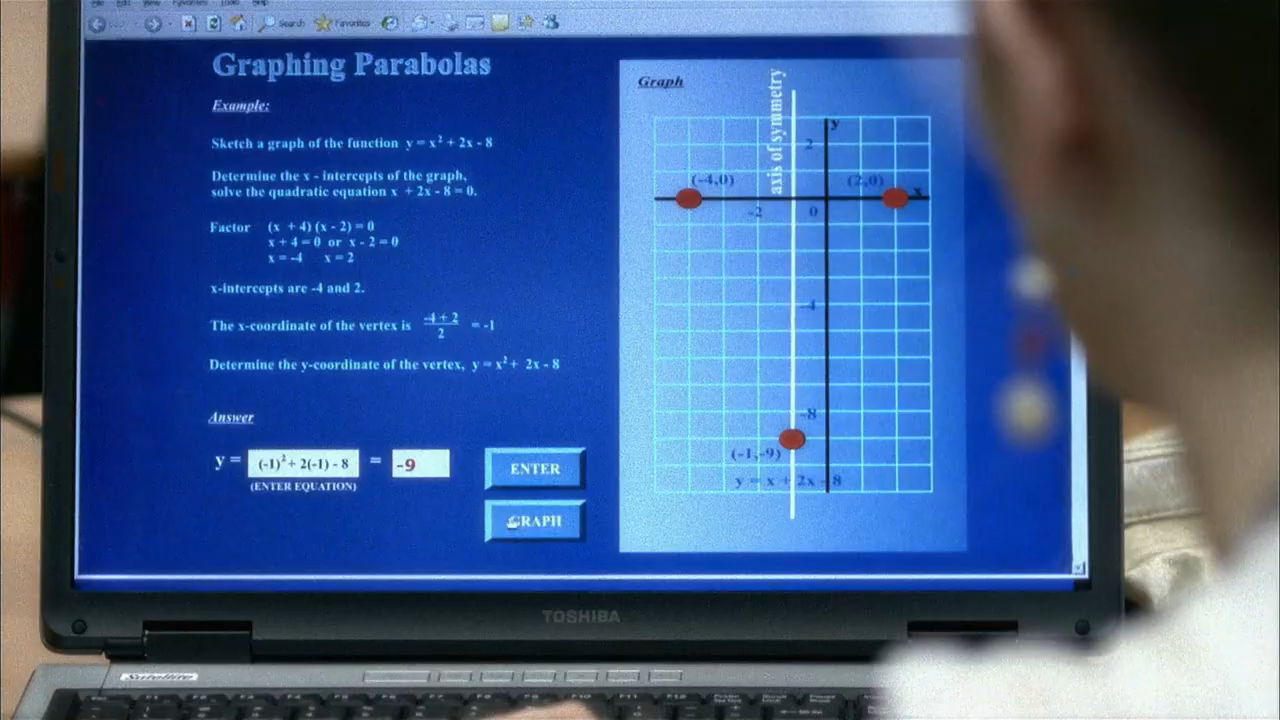 Search
Favorites
Graphing Parabolas
Example:
Sketch a graph of the function y = x² + 2x - 8
Determine the x - intercepts of the graph,
solve the quadratic equation x + 2x - 8 = 0.
Factor (x + 4) (x - 2) = 0
x + 4 = 0 or x - 2 = 0
x = -4 x = 2
x-intercepts are -4 and 2.
The x-coordinate of the vertex is -4 + 2 / 2 = -1
Determine the y-coordinate of the vertex, y = x² + 2x - 8
Answer
y = (-1)² + 2(-1) - 8 = -9
(ENTER EQUATION)
ENTER
GRAPH
Graph
axis of symmetry
y
2
(-4,0)
(2,0)
x
-2
0
-4
-8
(-1,-9)
y = x + 2x - 8
TOSHIBA
Satellite